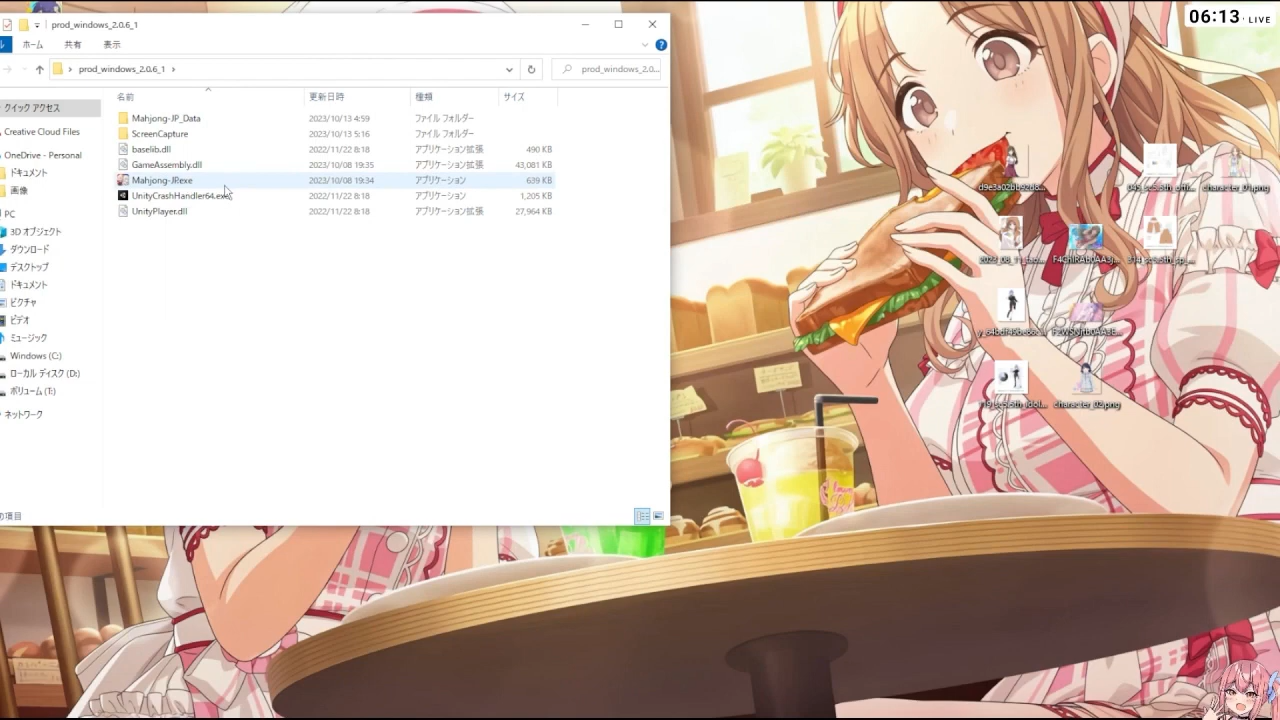 prod_windows_2.0.6_1
06:13 LIVE
ホーム 共有 表示
prod_windows_2.0.6_1
prod_windows_2.0...
名前 更新日時 種類 サイズ
クイック アクセス
Creative Cloud Files
OneDrive - Personal
ドキュメント
画像
PC
3D オブジェクト
ダウンロード
デスクトップ
ドキュメント
ピクチャ
ビデオ
ミュージック
Windows (C:)
ローカル ディスク (D:)
ボリューム (T:)
ネットワーク
Mahjong-JP_Data 2023/10/13 4:59 ファイル フォルダー
ScreenCapture 2023/10/13 5:16 ファイル フォルダー
baselib.dll 2022/11/22 8:18 アプリケーション拡張 490 KB
GameAssembly.dll 2023/10/08 19:35 アプリケーション拡張 43,081 KB
Mahjong-JP.exe 2023/10/08 19:34 アプリケーション 639 KB
UnityCrashHandler64.exe 2022/11/22 8:18 アプリケーション 1,205 KB
UnityPlayer.dll 2022/11/22 8:18 アプリケーション拡張 27,964 KB
の項目
character_01.png
character_02.png